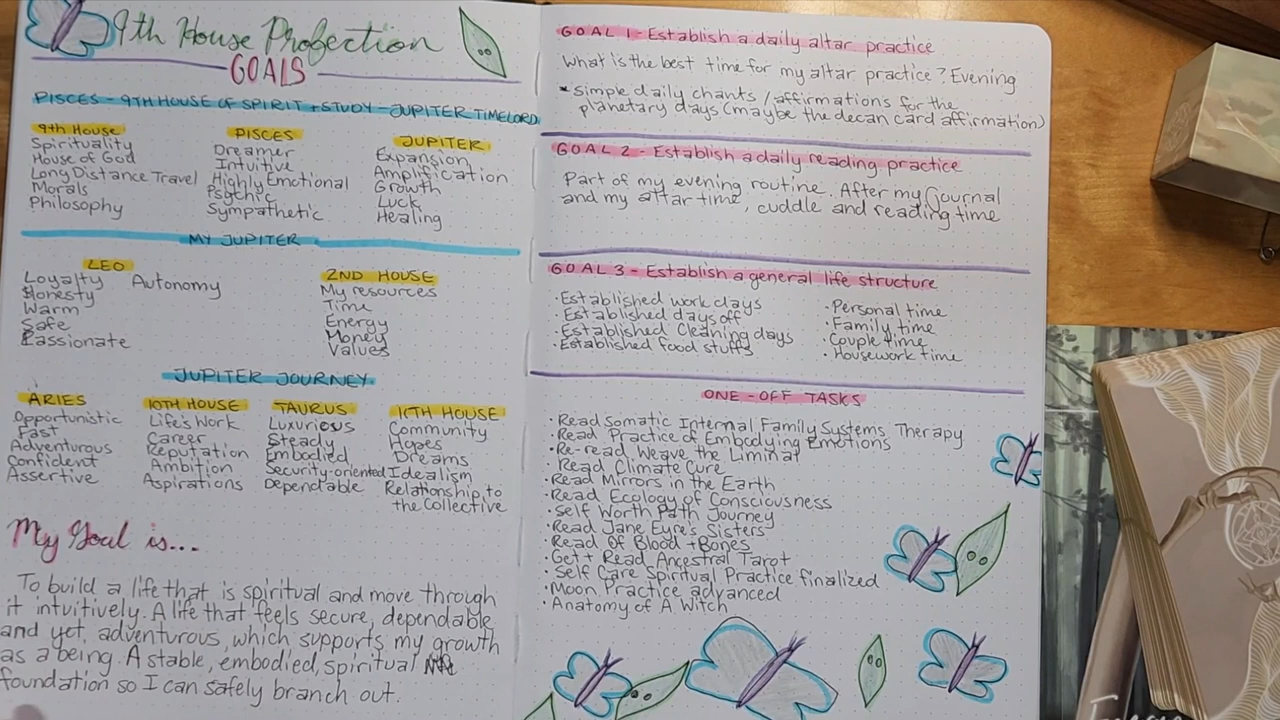 9th House Profection
GOALS
PISCES - 9TH HOUSE OF SPIRIT + STUDY - JUPITER TIMELORD
9th House
Spirituality
House of God
Long Distance Travel
Morals
Philosophy
PISCES
Dreamer
Intuitive
Highly Emotional
Psychic
Sympathetic
JUPITER
Expansion
Amplification
Growth
Luck
Healing
MY JUPITER
LEO
Loyalty Autonomy
Honesty
Warm
Safe
Passionate
2ND HOUSE
My resources
Time
Energy
Money
Values
JUPITER JOURNEY
ARIES
Opportunistic
Fast
Adventurous
Confident
Assertive
10TH HOUSE
Life's Work
Career
Reputation
Ambition
Aspirations
TAURUS
Luxurious
Steady
Embodied
Security-oriented
Dependable
11TH HOUSE
Community
Hopes
Dreams
Idealism
Relationship to
the Collective
My Goal is...
To build a life that is spiritual and move through
it intuitively. A life that feels secure, dependable
and yet, adventurous, which supports my growth
as a being. A stable, embodied, spiritual
foundation so I can safely branch out.
GOAL 1 - Establish a daily altar practice
What is the best time for my altar practice? Evening
* simple daily chants / affirmations for the
planetary days (maybe the decan card affirmation)
GOAL 2 - Establish a daily reading practice
Part of my evening routine. After my journal
and my altar time, cuddle and reading time
GOAL 3 - Establish a general life structure
· Established work days
· Established days off
· Established Cleaning days
· Established food stuffs
· Personal time
· Family time
· Couple time
· Housework time
ONE-OFF TASKS
· Read Somatic Internal Family Systems Therapy
· Read Practice of Embodying Emotions
· Re-read Weave the Liminal
· Read Climate Cure
· Read Mirrors in the Earth
· Read Ecology of Consciousness
· Self Worth Path Journey
· Read Jane Eyre's Sisters
· Read Of Blood + Bones
· Get + Read Ancestral Tarot
· Self Care Spiritual Practice finalized
· Moon Practice advanced
· Anatomy of A Witch